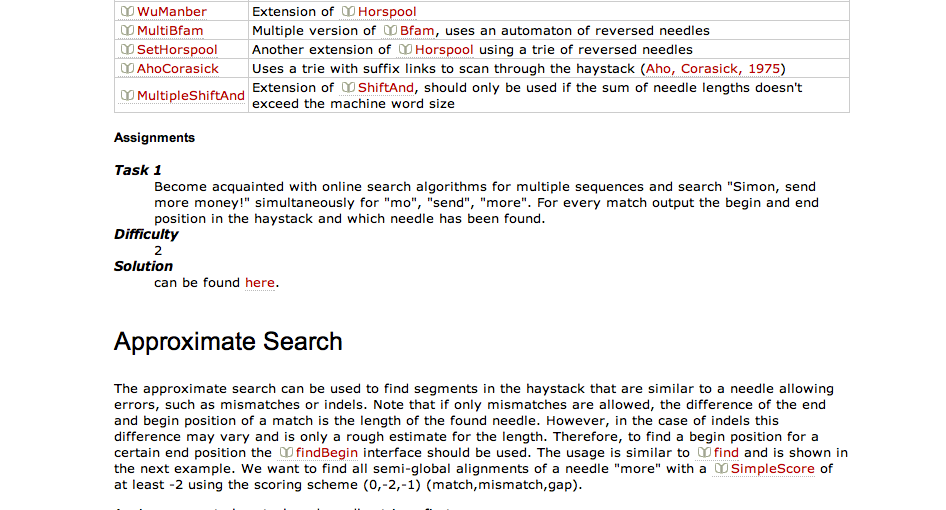 WuManber Extension of Horspool
MultiBfam Multiple version of Bfam, uses an automaton of reversed needles
SetHorspool Another extension of Horspool using a trie of reversed needles
AhoCorasick Uses a trie with suffix links to scan through the haystack (Aho, Corasick, 1975)
MultipleShiftAnd Extension of ShiftAnd, should only be used if the sum of needle lengths doesn't
exceed the machine word size
Assignments
Task 1
Become acquainted with online search algorithms for multiple sequences and search "Simon, send
more money!" simultaneously for "mo", "send", "more". For every match output the begin and end
position in the haystack and which needle has been found.
Difficulty
2
Solution
can be found here.
Approximate Search
The approximate search can be used to find segments in the haystack that are similar to a needle allowing
errors, such as mismatches or indels. Note that if only mismatches are allowed, the difference of the end
and begin position of a match is the length of the found needle. However, in the case of indels this
difference may vary and is only a rough estimate for the length. Therefore, to find a begin position for a
certain end position the findBegin interface should be used. The usage is similar to find and is shown in
the next example. We want to find all semi-global alignments of a needle "more" with a SimpleScore of
at least -2 using the scoring scheme (0,-2,-1) (match,mismatch,gap).